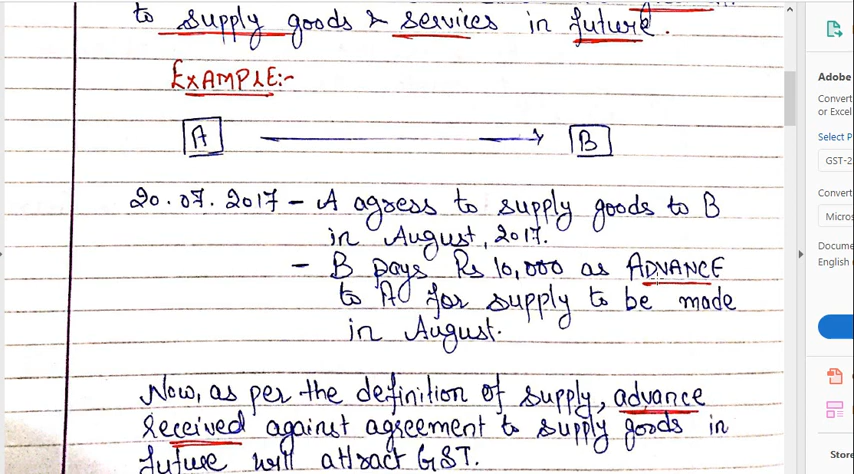 to supply goods & services in future.
EXAMPLE:-
A
B
20.07.2017 - A agress to supply goods to B
in August, 2017.
- B pays Rs 10,000 as ADVANCE
to A for supply to be made
in August.
Now, as per the definition of supply, advance
received against agreement to supply goods in
future will attract GST.
Adobe
Convert
or Excel
Select P
GST-2
Convert
Micros
Docume
English (
Store